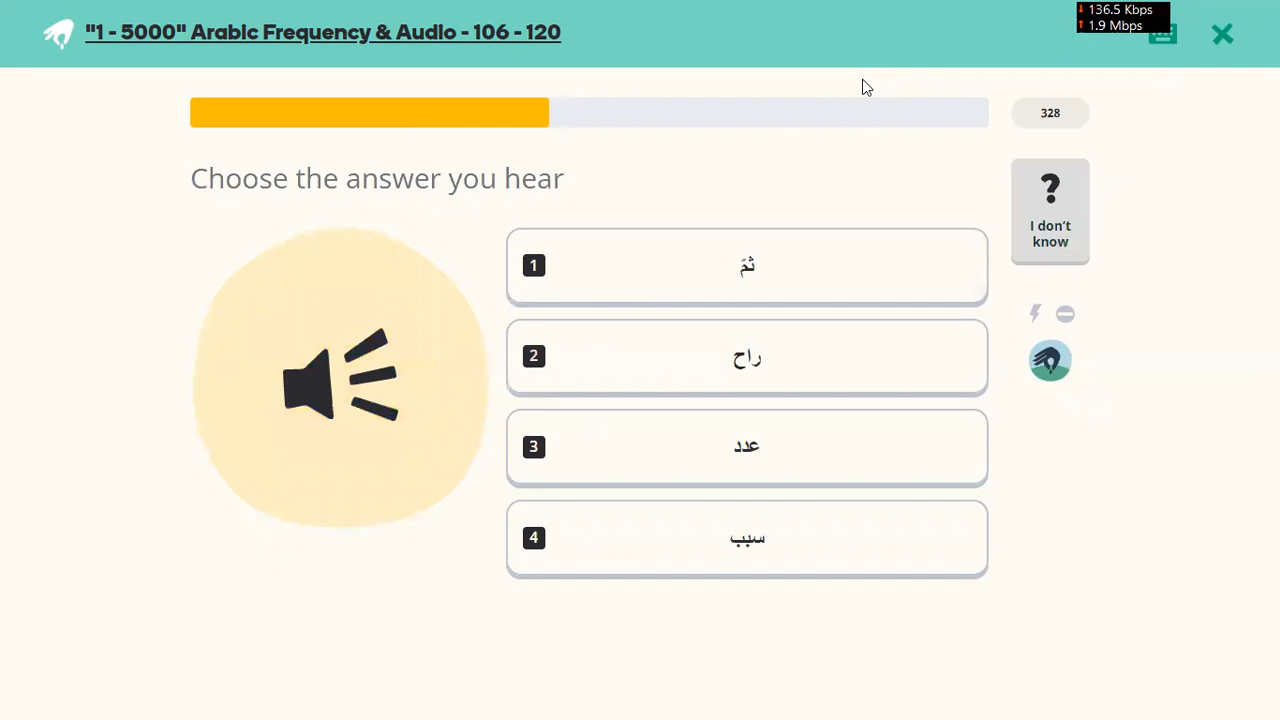 "1 - 5000" Arabic Frequency & Audio - 106 - 120
136.5 Kbps
1.9 Mbps
328
Choose the answer you hear
?
I don't
know
1 ثمّ
2 راح
3 عدد
4 سبب